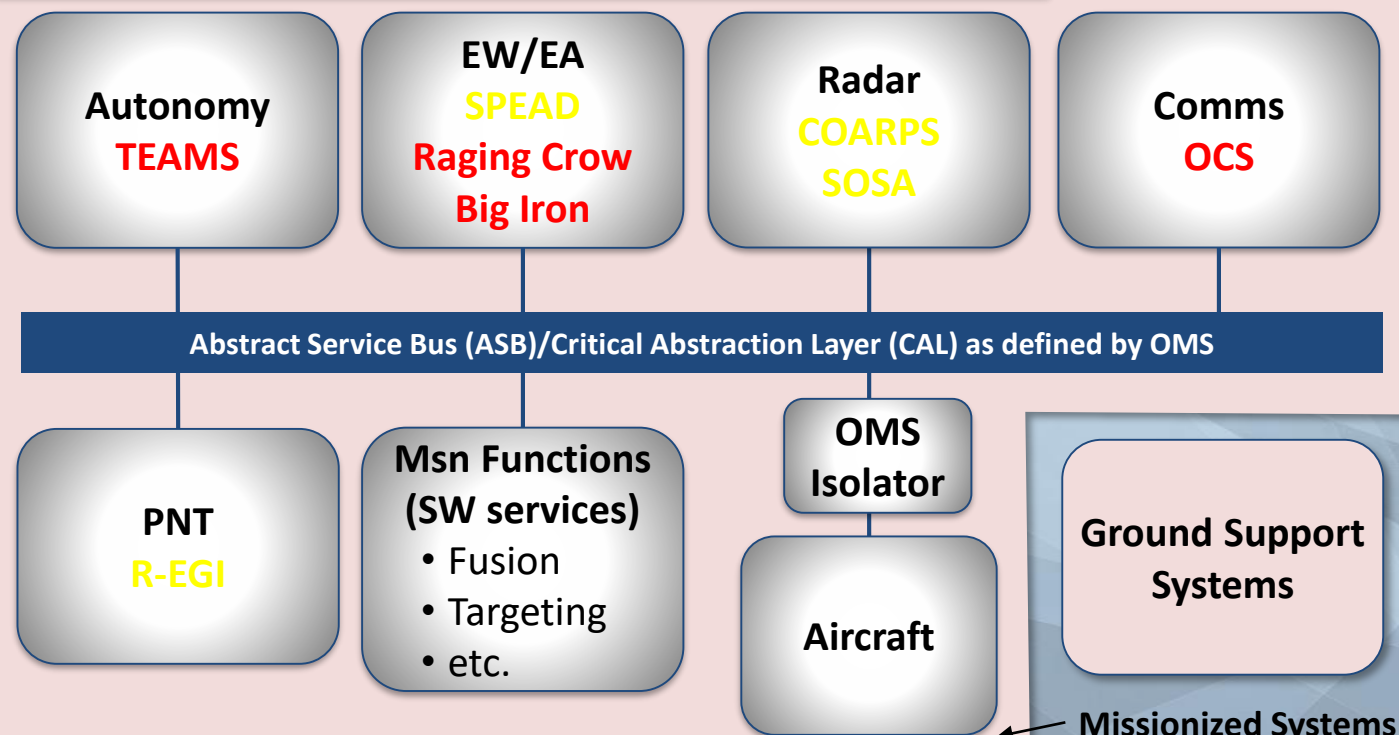 Autonomy
TEAMS
EW/EA
SPEAD
Raging Crow
Big Iron
Radar
COARPS
SOSA
Comms
OCS
Abstract Service Bus (ASB)/Critical Abstraction Layer (CAL) as defined by OMS
PNT
R-EGI
Msn Functions
(SW services)
• Fusion
• Targeting
• etc.
OMS
Isolator
Aircraft
Ground Support
Systems
Missionized Systems